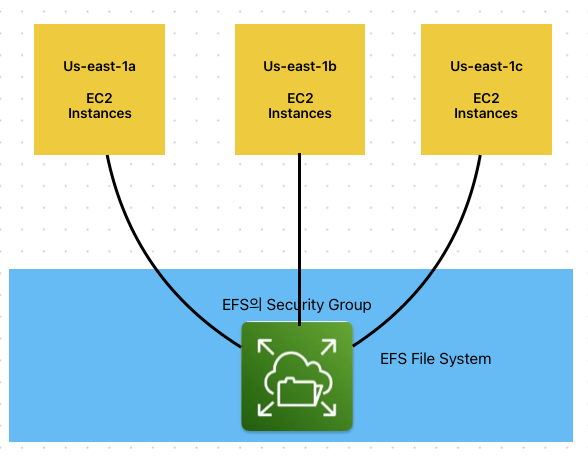 Us-east-1a
EC2
Instances
Us-east-1b
EC2
Instances
Us-east-1c
EC2
Instances
EFS의 Security Group
EFS File System